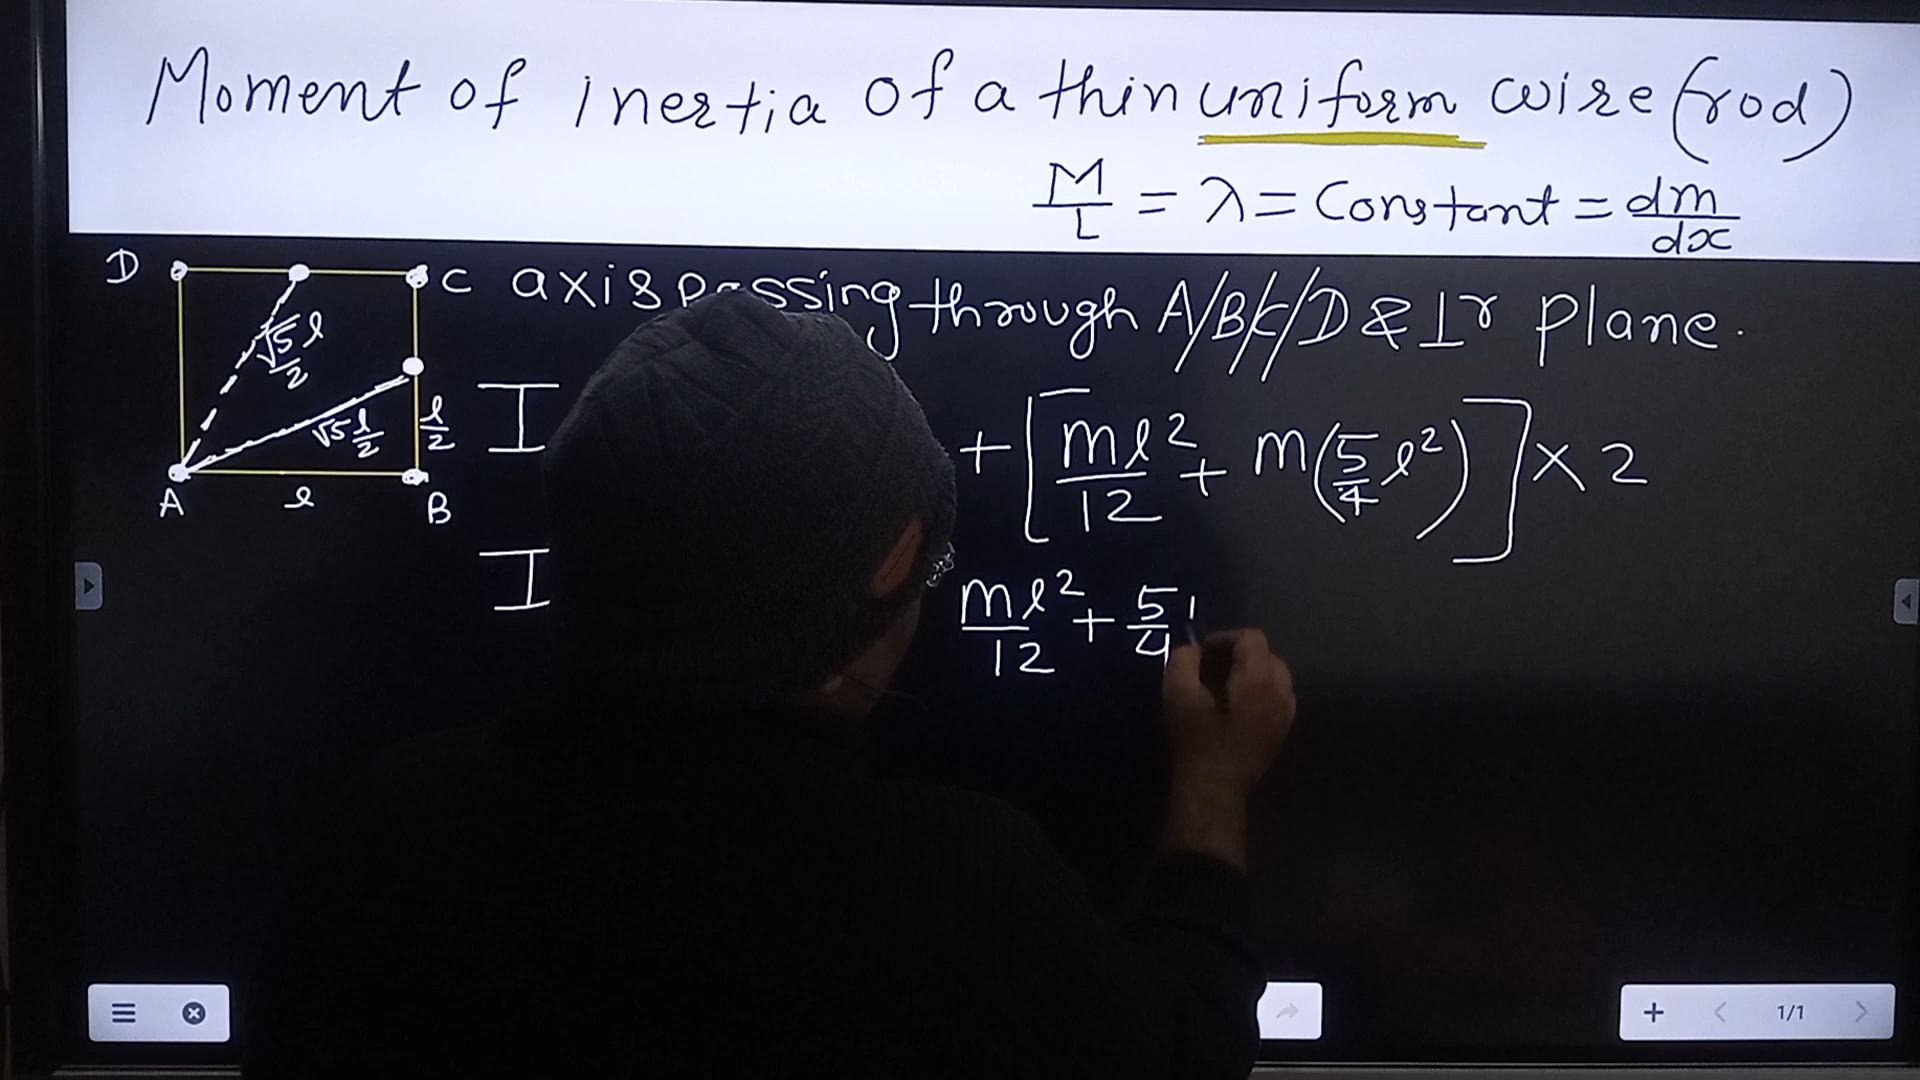 Moment of inertia of a thin uniform wire (rod)
M/L = λ = Constant = dm/dx
D
C axis passing through A/B/C/D & ⊥r plane.
√5/2 l
√5 l/2
l/2
A
l
B
I + [ml²/12 + m(5/4 l²)] × 2
I ml²/12 + 5/4
1/1